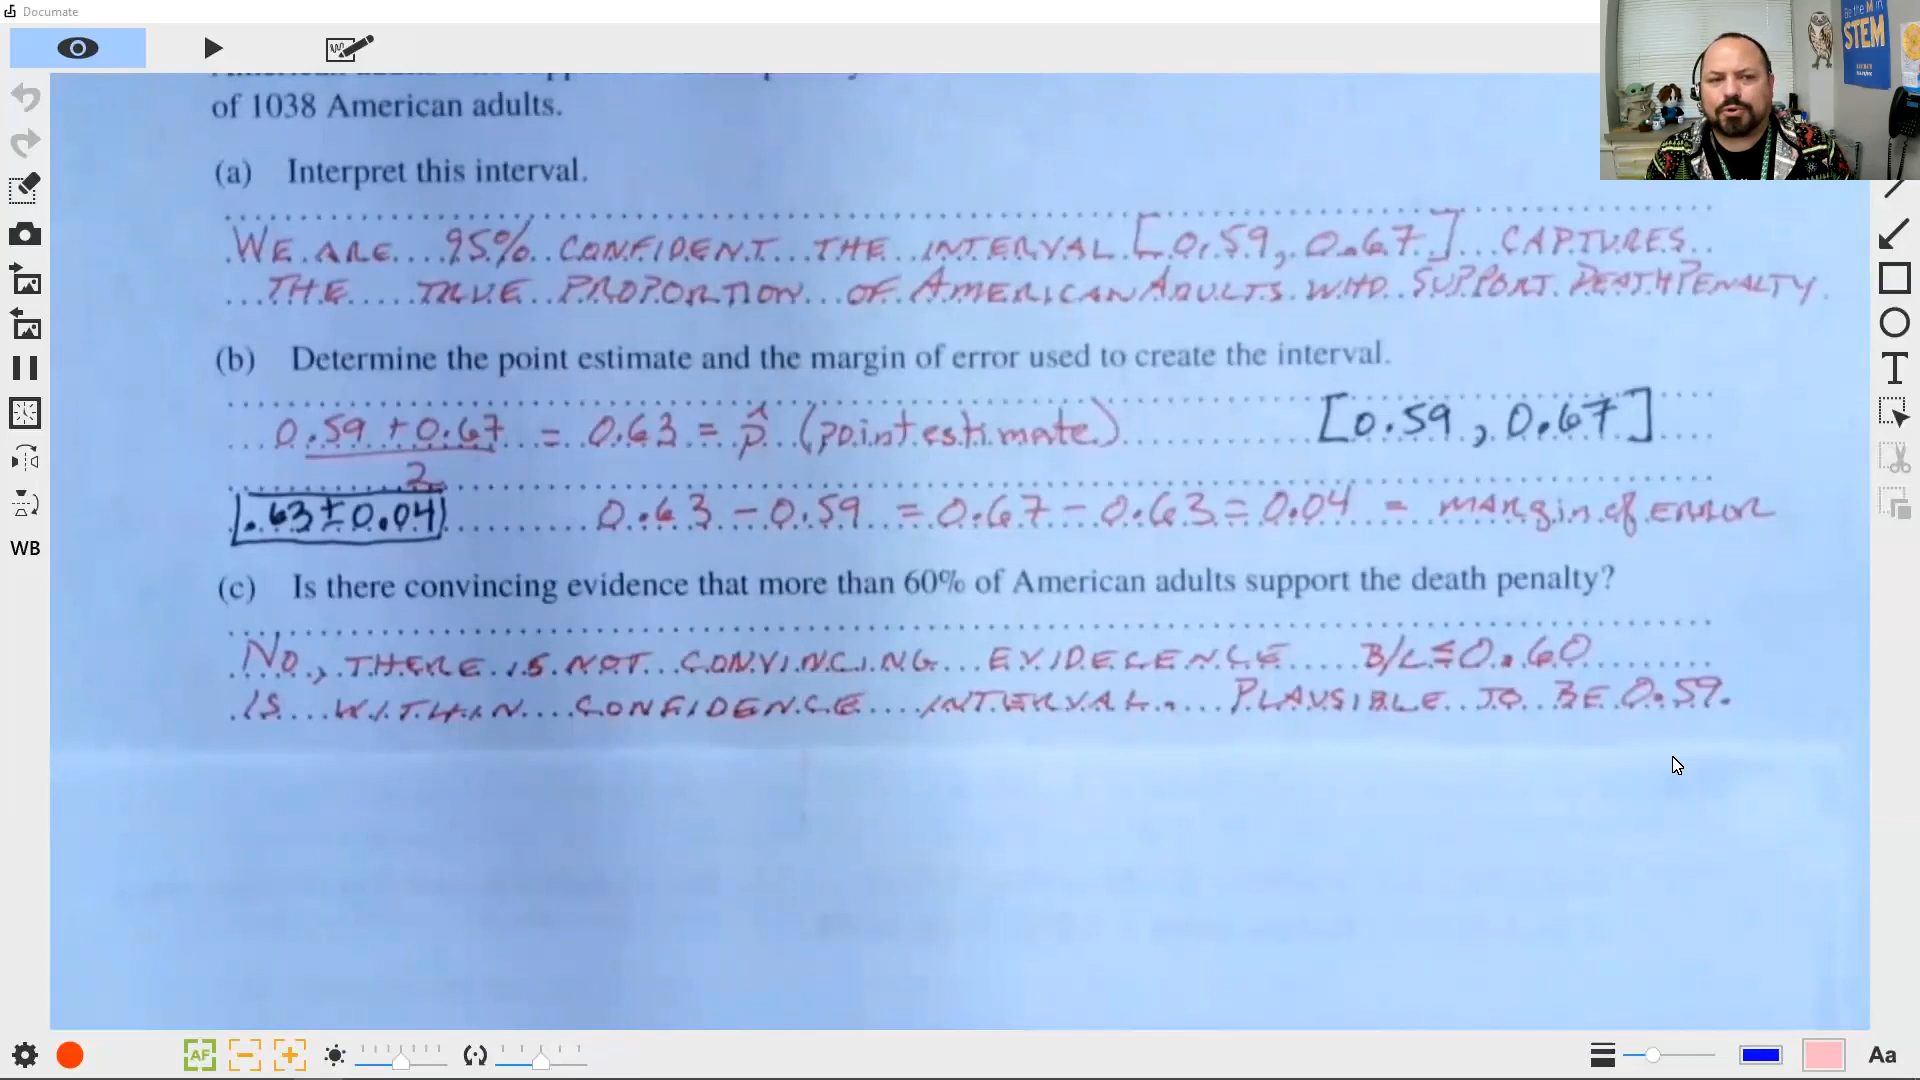 Documate
Be the M in
STEM
of 1038 American adults.
(a) Interpret this interval.
WE ARE 95% CONFIDENT THE INTERVAL [0.59, 0.67] CAPTURES
THE TRUE PROPORTION OF AMERICAN ADULTS WHO SUPPORT DEATH PENALTY.
(b) Determine the point estimate and the margin of error used to create the interval.
0.59 + 0.67 = 0.63 = p̂ (point estimate) [0.59, 0.67]
2
.63 ± 0.04 0.63 - 0.59 = 0.67 - 0.63 = 0.04 = MARgin of ERROR
(c) Is there convincing evidence that more than 60% of American adults support the death penalty?
NO, THERE IS NOT CONVINCING EVIDECENCE B/C ≤ 0.60
IS WITHIN CONFIDENCE INTERVAL. PLAUSIBLE TO BE 0.59.
WB
T
AF
Aa